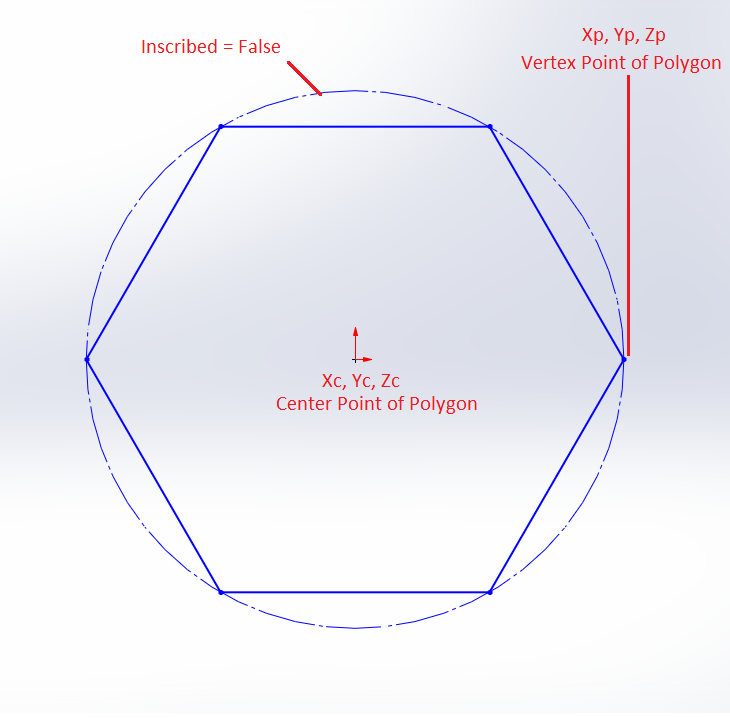 Inscribed = False
Xp, Yp, Zp
Vertex Point of Polygon
Xc, Yc, Zc
Center Point of Polygon